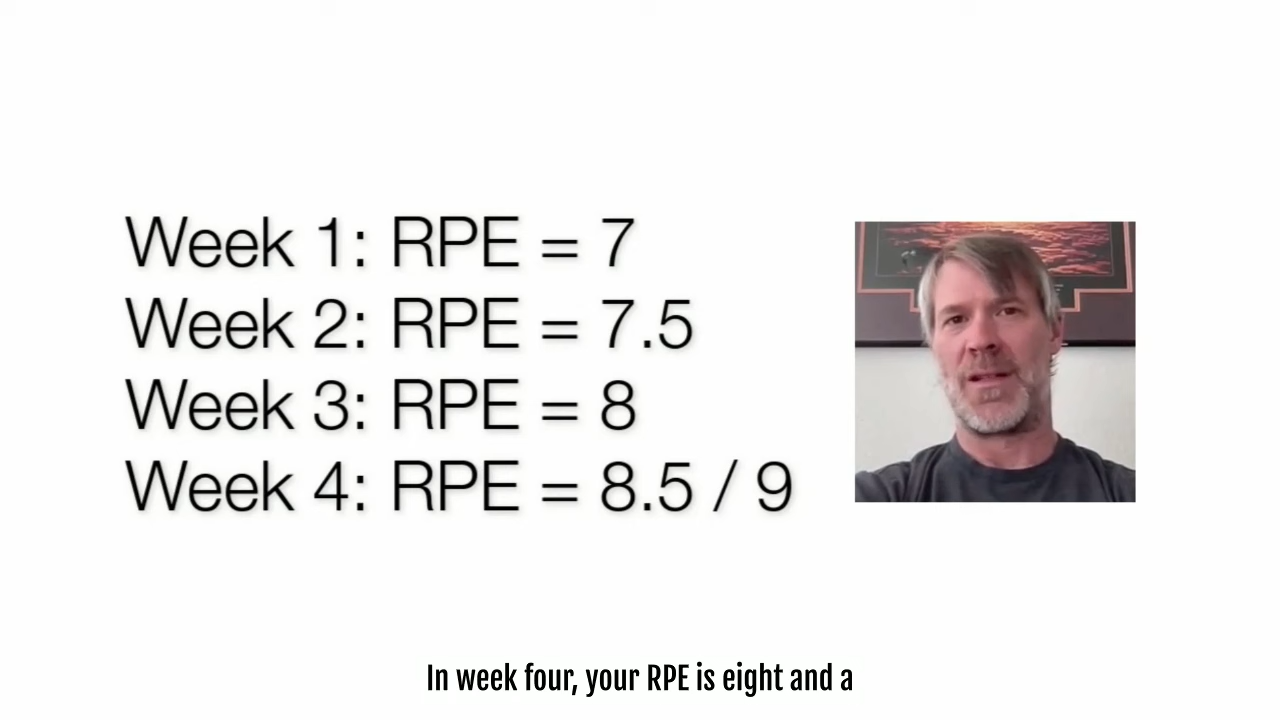 Week 1: RPE = 7
Week 2: RPE = 7.5
Week 3: RPE = 8
Week 4: RPE = 8.5 / 9
In week four, your RPE is eight and a